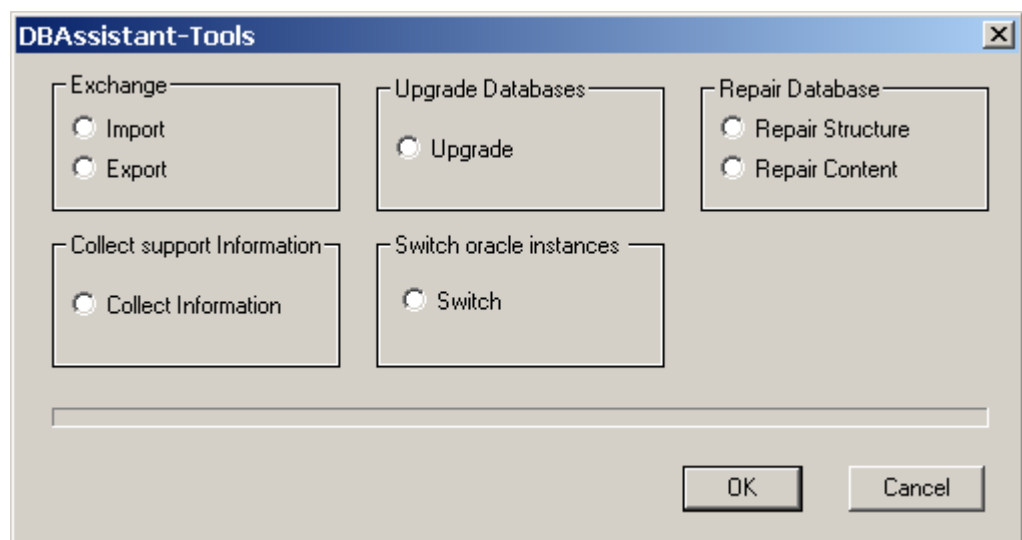 DBAssistant-Tools
Exchange
Import
Export
Upgrade Databases
Upgrade
Repair Database
Repair Structure
Repair Content
Collect support Information
Collect Information
Switch oracle instances
Switch
OK
Cancel